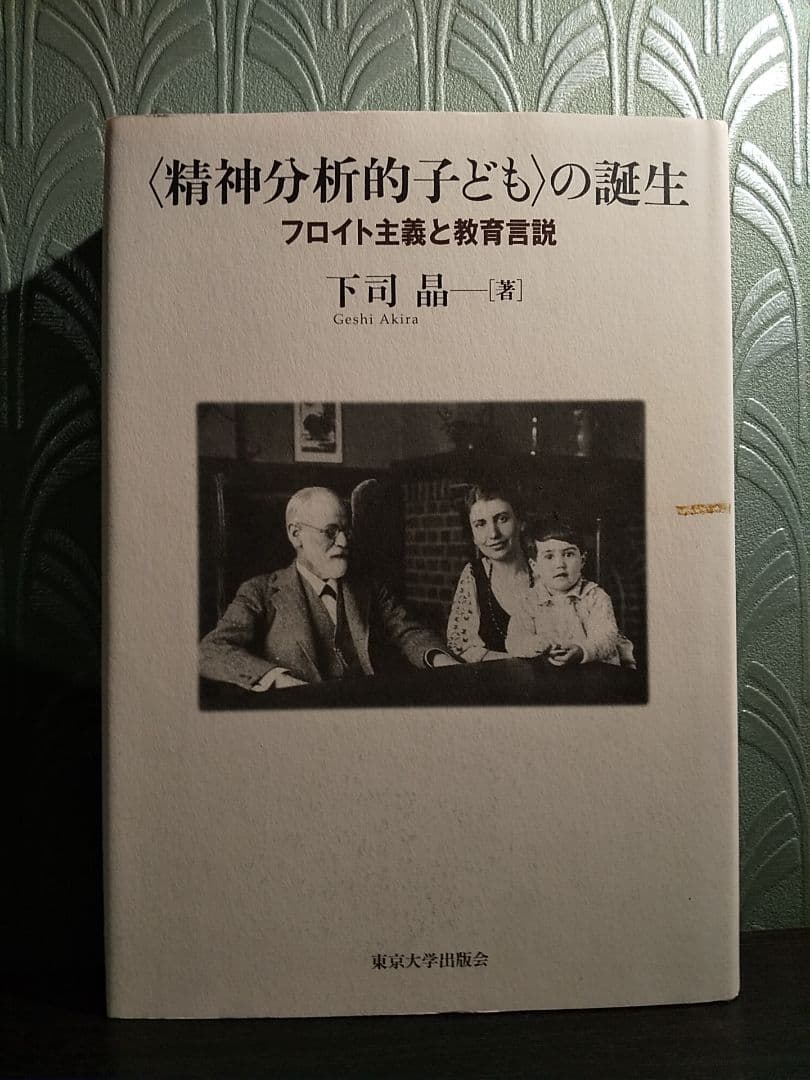 〈精神分析的子ども〉の誕生
フロイト主義と教育言説
下司 晶―[著]
Geshi Akira
東京大学出版会